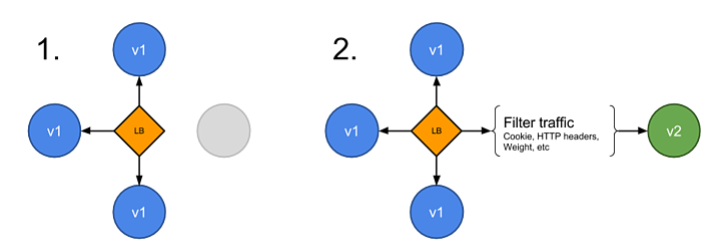 1.
v1
v1
LB
v1
2.
v1
v1
LB
Filter traffic
Cookie, HTTP headers,
Weight, etc
v2
v1